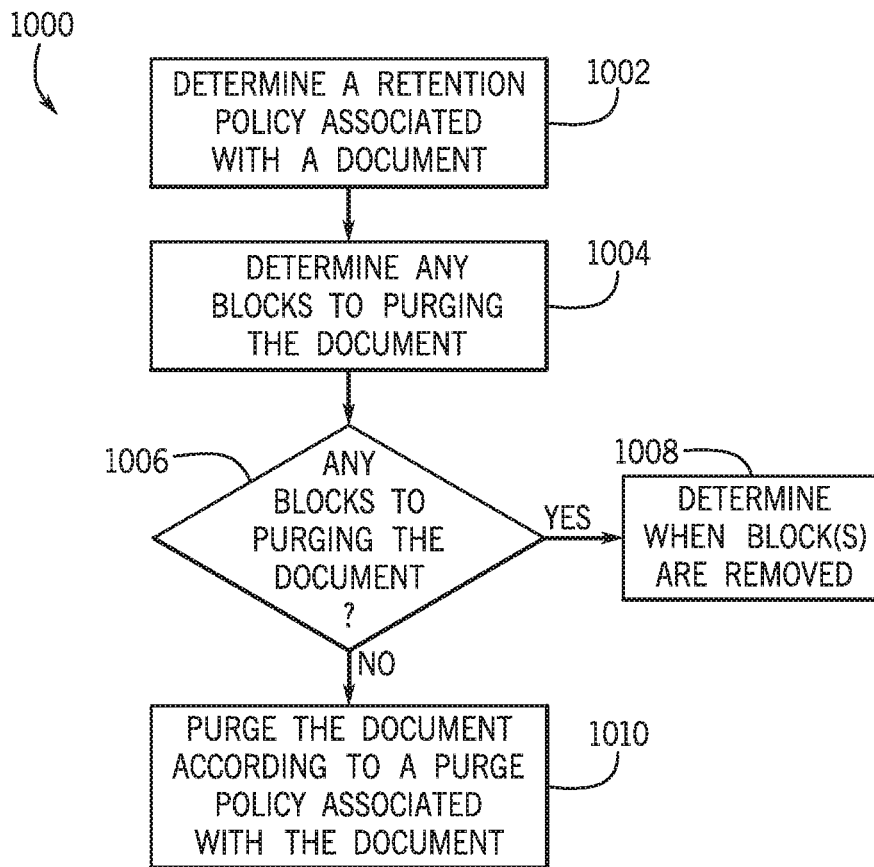 1000
DETERMINE A RETENTION
POLICY ASSOCIATED
WITH A DOCUMENT
1002
DETERMINE ANY
BLOCKS TO PURGING
THE DOCUMENT
1004
1006
ANY
BLOCKS TO
PURGING THE
DOCUMENT
?
YES
1008
DETERMINE
WHEN BLOCK(S)
ARE REMOVED
NO
PURGE THE DOCUMENT
ACCORDING TO A PURGE
POLICY ASSOCIATED
WITH THE DOCUMENT
1010